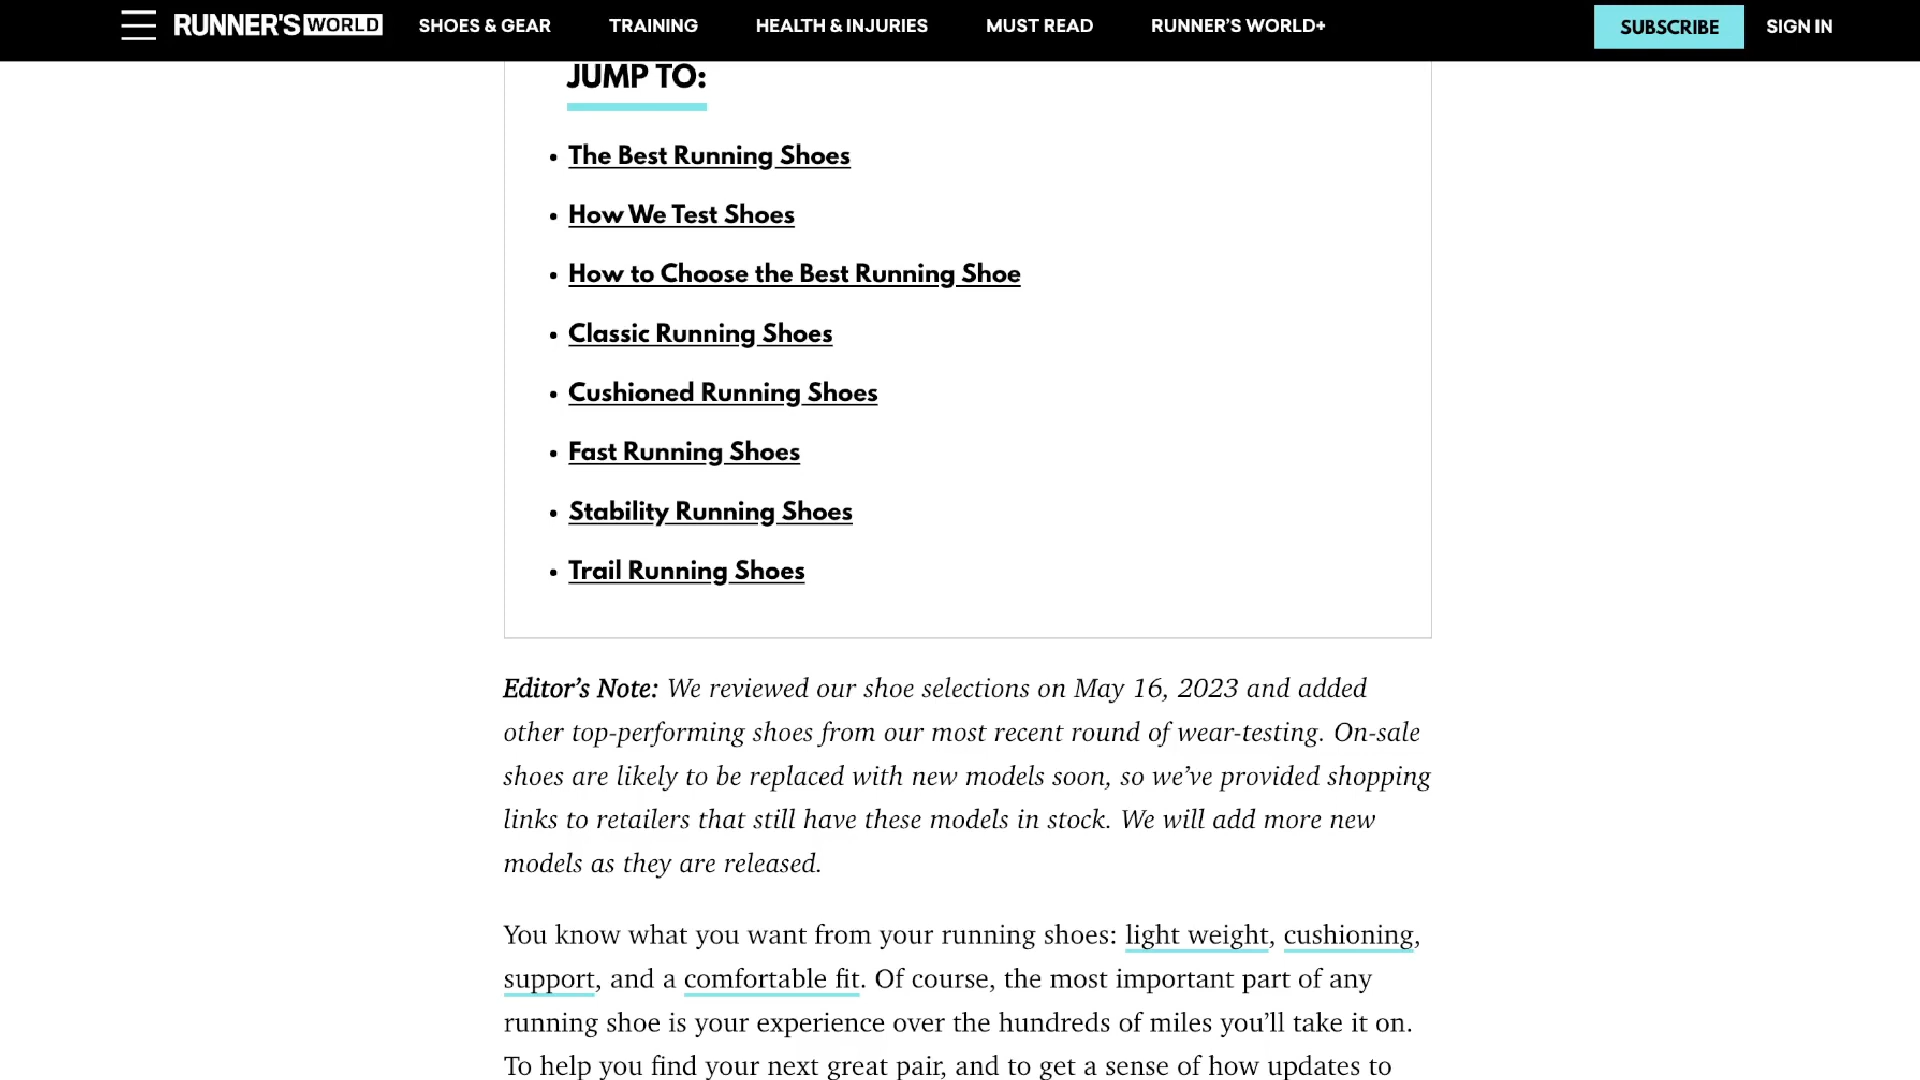 RUNNER'S WORLD SHOES & GEAR TRAINING HEALTH & INJURIES MUST READ RUNNER'S WORLD+ SUBSCRIBE SIGN IN
JUMP TO:
• The Best Running Shoes
• How We Test Shoes
• How to Choose the Best Running Shoe
• Classic Running Shoes
• Cushioned Running Shoes
• Fast Running Shoes
• Stability Running Shoes
• Trail Running Shoes
Editor’s Note: We reviewed our shoe selections on May 16, 2023 and added
other top-performing shoes from our most recent round of wear-testing. On-sale
shoes are likely to be replaced with new models soon, so we’ve provided shopping
links to retailers that still have these models in stock. We will add more new
models as they are released.
You know what you want from your running shoes: light weight, cushioning,
support, and a comfortable fit. Of course, the most important part of any
running shoe is your experience over the hundreds of miles you’ll take it on.
To help you find your next great pair, and to get a sense of how updates to